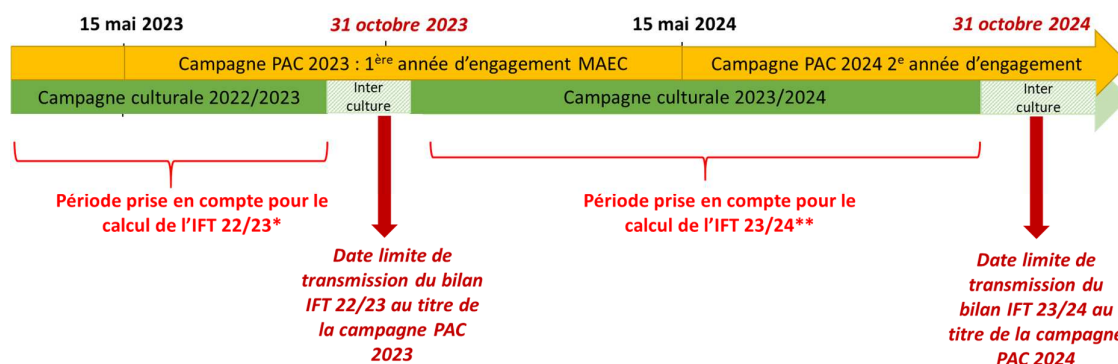 15 mai 2023
31 octobre 2023
15 mai 2024
31 octobre 2024
Campagne PAC 2023 : 1ère année d'engagement MAEC
Campagne PAC 2024 2e année d'engagement
Campagne culturale 2022/2023
Inter
culture
Campagne culturale 2023/2024
Inter
culture
Période prise en compte pour le
calcul de l'IFT 22/23*
Période prise en compte pour le
calcul de l'IFT 23/24**
Date limite de
transmission du bilan
IFT 22/23 au titre de
la campagne PAC
2023
Date limite de
transmission du
bilan IFT 23/24 au
titre de la campagne
PAC 2024